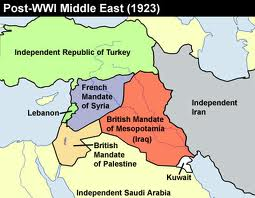 Post-WWI Middle East (1923)
Independent Republic of Turkey
French
Mandate
of Syria
Lebanon
British
Mandate of
Mesopotamia
(Iraq)
Independent
Iran
British
Mandate
of Palestine
Kuwait
Independent Saudi Arabia